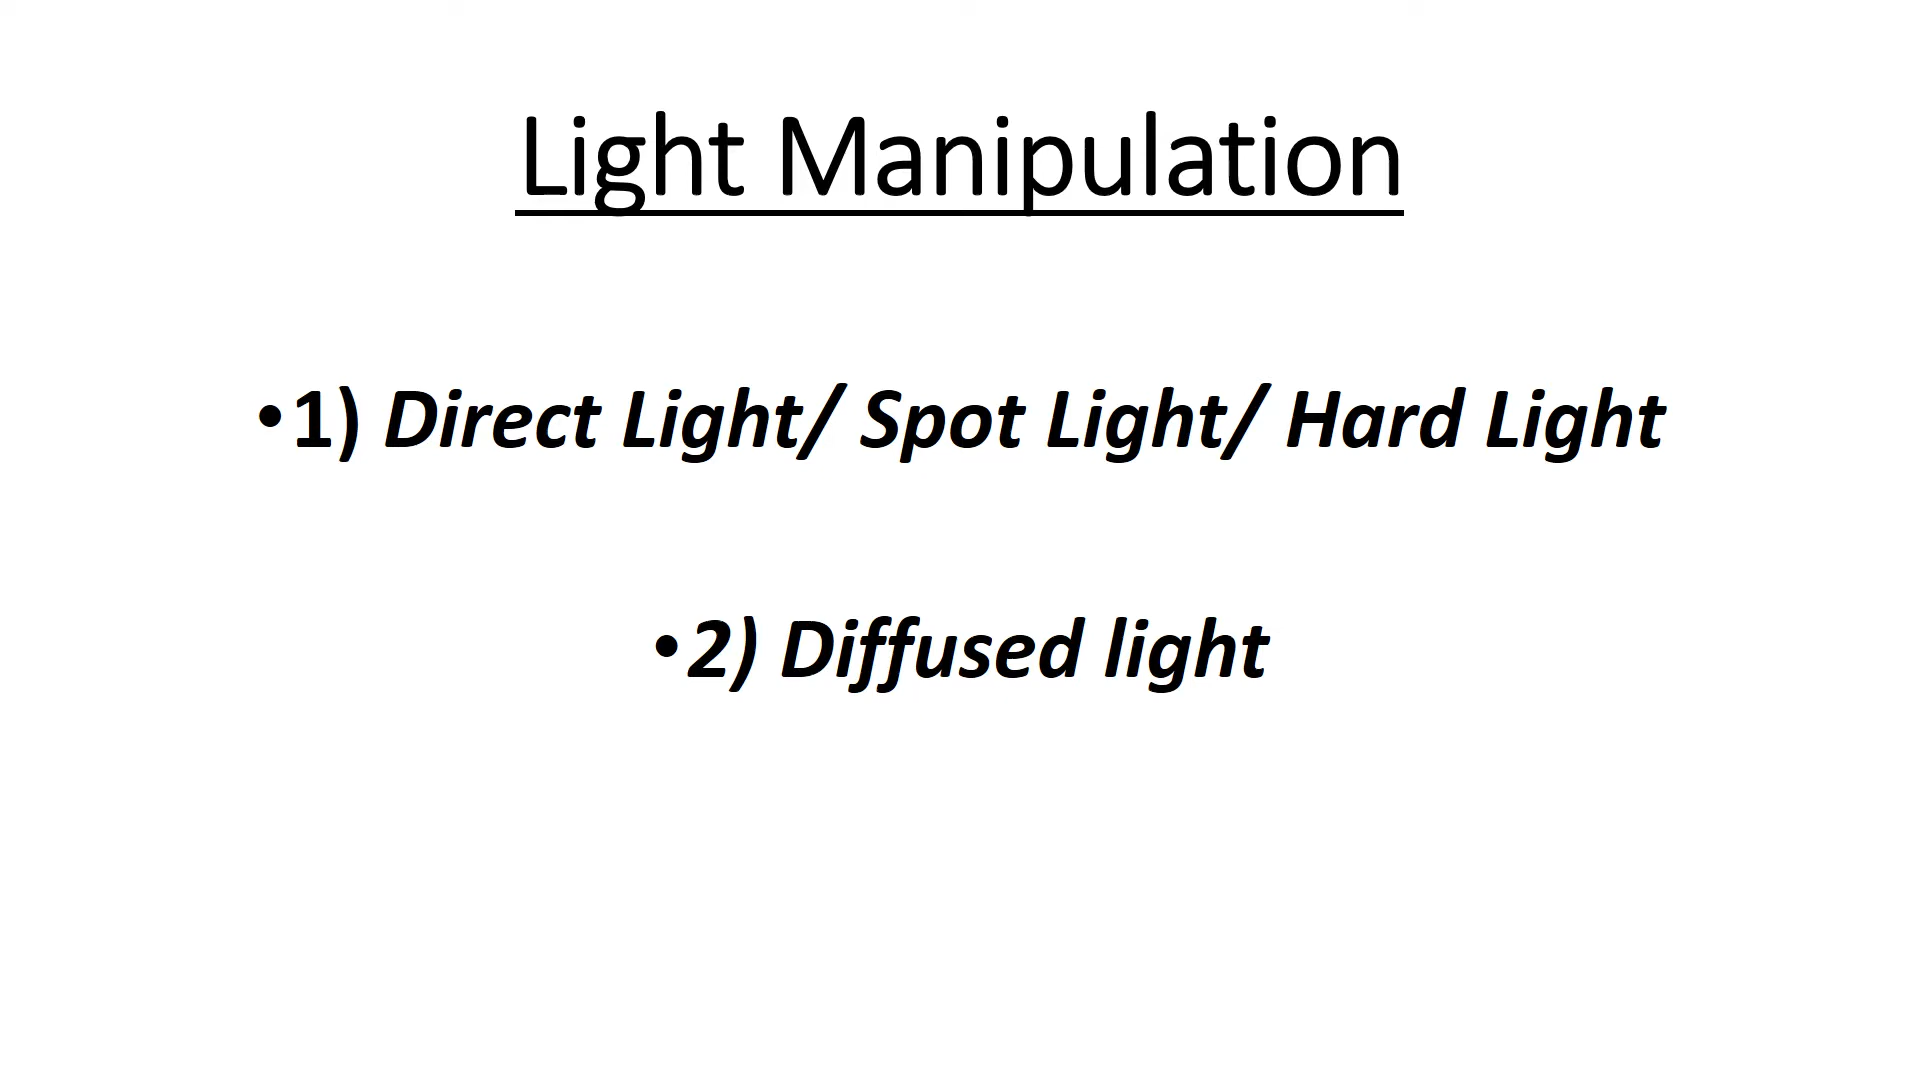 Light Manipulation
•1) Direct Light/ Spot Light/ Hard Light
•2) Diffused light